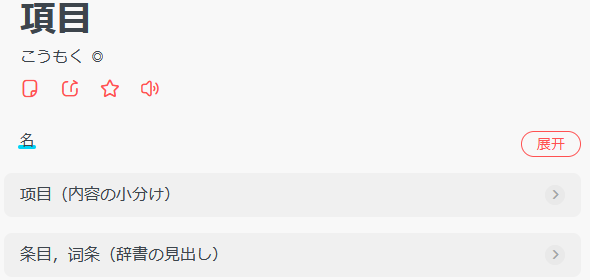 項目
こうもく ◎
名
展开
项目（内容の小分け）
条目，词条（辞書の見出し）